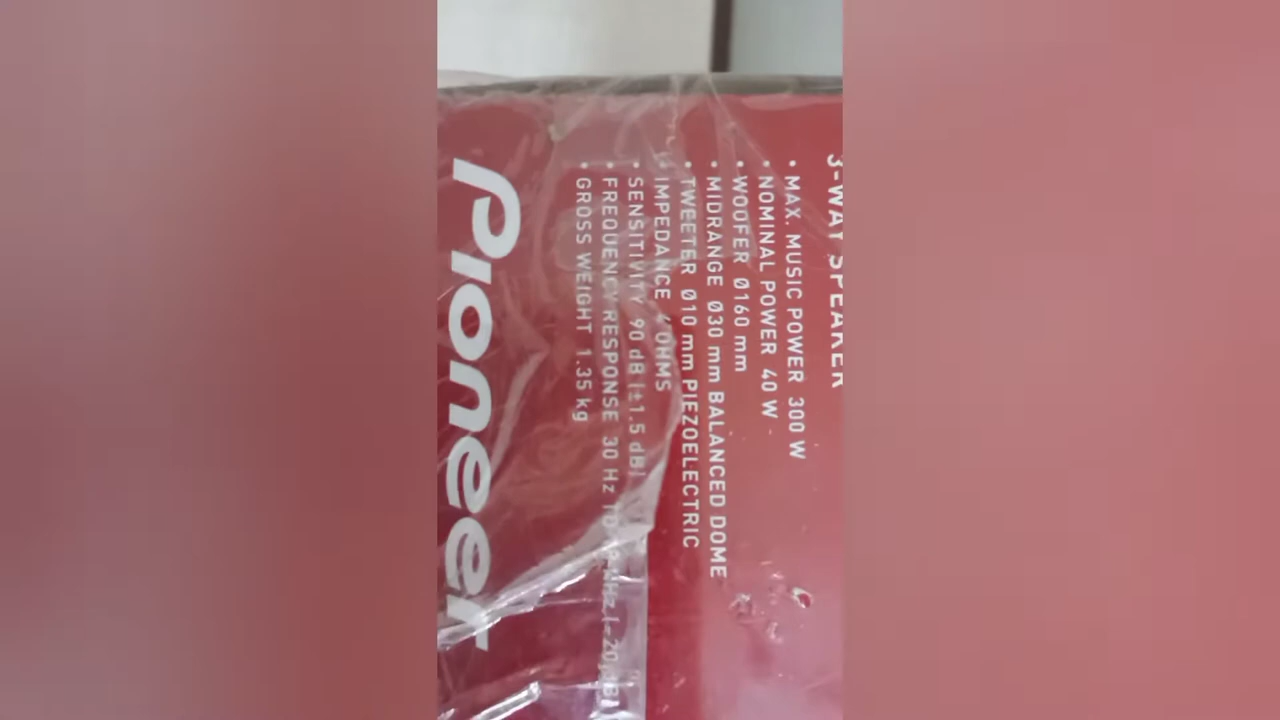 3-WAY SPEAKER
• MAX. MUSIC POWER 300 W
• NOMINAL POWER 40 W
• WOOFER Ø160 mm
• MIDRANGE Ø30 mm BALANCED DOME
• TWEETER Ø10 mm PIEZOELECTRIC
• IMPEDANCE 4 OHMS
• SENSITIVITY 90 dB (±1.5 dB)
• FREQUENCY RESPONSE 30 Hz TO kHz (-20 dB)
• GROSS WEIGHT 1.35 kg
Pioneer